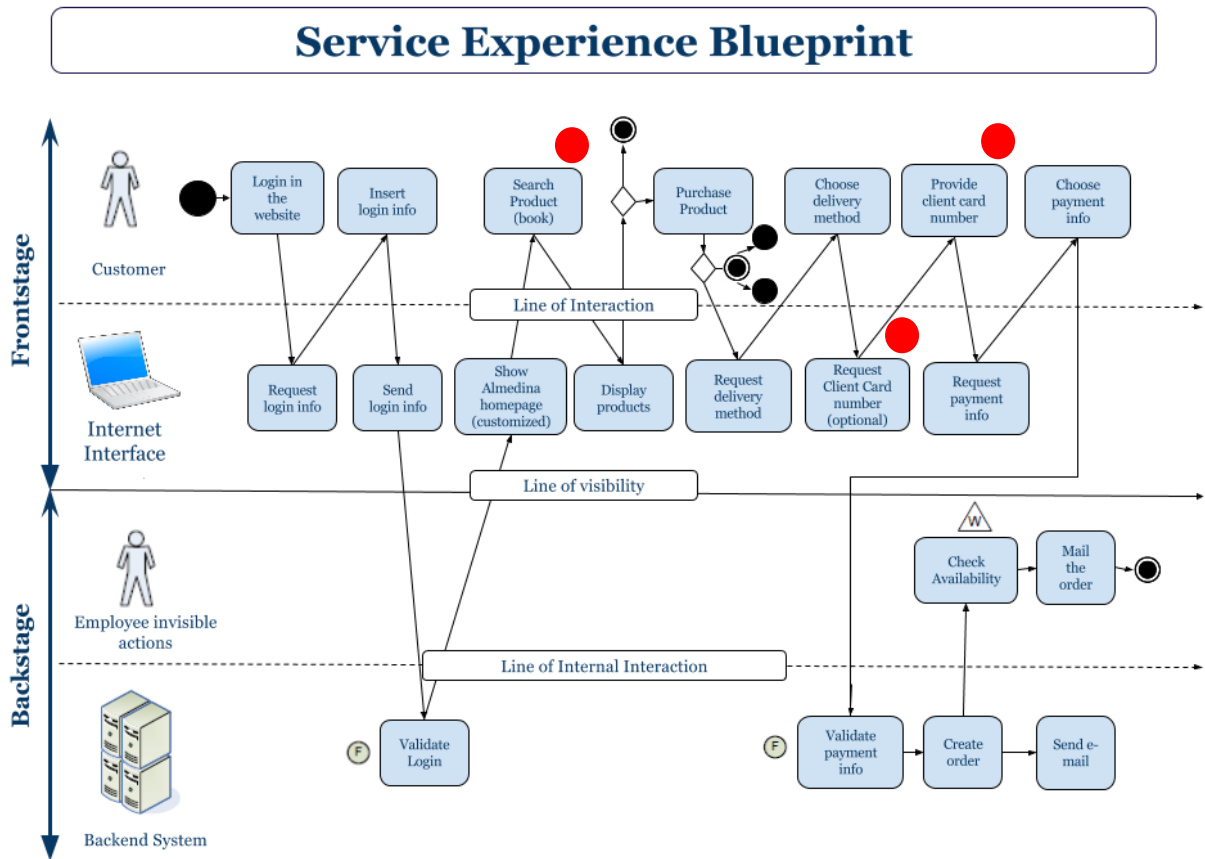 Service Experience Blueprint
Frontstage
Customer
Login in
the
website
Insert
login info
Search
Product
(book)
Purchase
Product
Choose
delivery
method
Provide
client card
number
Choose
payment
info
Line of Interaction
Internet
Interface
Request
login info
Send
login info
Show
Almedina
homepage
(customized)
Display
products
Request
delivery
method
Request
Client Card
number
(optional)
Request
payment
info
Line of visibility
Backstage
Employee invisible
actions
W
Check
Availability
Mail
the
order
Line of Internal Interaction
Backend System
F
Validate
Login
F
Validate
payment
info
Create
order
Send e-
mail